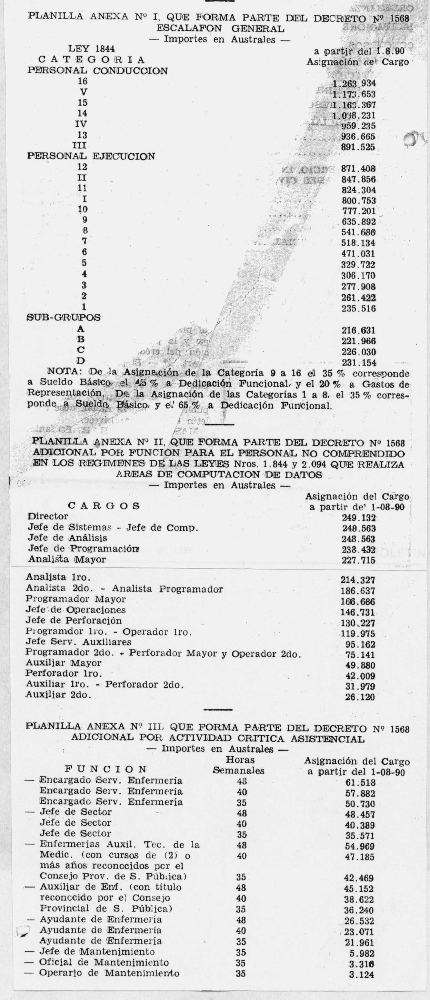 PLANILLA ANEXA Nº I, QUE FORMA PARTE DEL DECRETO Nº 1568
ESCALAFON GENERAL
— Importes en Australes —
LEY 1844 a partir del 1.8.90
CATEGORIA Asignación del Cargo
PERSONAL CONDUCCION
16 1.263.934
V 1.173.653
15 1.367
14 1.231
IV 959.235
13 936.665
III 891.525
PERSONAL EJECUCION
12 871.408
II 847.856
11 824.304
I 800.753
10 777.201
9 635.892
8 541.686
7 518.134
6 471.031
5 329.722
4 306.170
3 277.908
2 261.422
1 235.516
SUB-GRUPOS
A 216.631
B 221.966
C 226.030
D 231.154
NOTA: De la Asignación de la Categoría 9 a 16 el 35 % corresponde
a Sueldo Básico, el 45 % a Dedicación Funcional, y el 20 % a Gastos de
Representación. De la Asignación de las Categorías 1 a 8, el 35 % corres-
ponde a Sueldo Básico, y el 65 % a Dedicación Funcional.
PLANILLA ANEXA Nº II, QUE FORMA PARTE DEL DECRETO Nº 1568
ADICIONAL POR FUNCION PARA EL PERSONAL NO COMPRENDIDO
EN LOS REGIMENES DE LAS LEYES Nros. 1.844 y 2.094 QUE REALIZA
AREAS DE COMPUTACION DE DATOS
— Importes en Australes —
Asignación del Cargo
CARGOS a partir del 1-08-90
Director 249.132
Jefe de Sistemas - Jefe de Comp. 248.563
Jefe de Análisis 248.563
Jefe de Programación 238.432
Analista Mayor 227.715
Analista 1ro. 214.327
Analista 2do. - Analista Programador 186.637
Programador Mayor 166.686
Jefe de Operaciones 146.731
Jefe de Perforación 130.227
Programdor 1ro. - Operador 1ro. 119.975
Jefe Serv. Auxiliares 95.162
Programador 2do. - Perforador Mayor y Operador 2do. 75.141
Auxiliar Mayor 49.880
Perforador 1ro. 42.009
Auxiliar 1ro. - Perforador 2do. 31.979
Auxiliar 2do. 26.120
PLANILLA ANEXA Nº III, QUE FORMA PARTE DEL DECRETO Nº 1568
ADICIONAL POR ACTIVIDAD CRITICA ASISTENCIAL
— Importes en Australes —
Horas Asignación del Cargo
FUNCION Semanales a partir del 1-08-90
— Encargado Serv. Enfermería 48 61.518
Encargado Serv. Enfermería 40 57.882
Encargado Serv. Enfermería 35 50.730
— Jefe de Sector 48 48.457
Jefe de Sector 40 40.389
Jefe de Sector 35 35.571
— Enfermerías Auxil. Tec. de la 48 54.969
Medic. (con cursos de (2) o 40 47.185
más años reconocidos por el
Consejo Prov. de S. Pública) 35 42.469
— Auxiliar de Enf. (con título 48 45.152
reconocido por el Consejo 40 38.622
Provincial de S. Pública) 35 36.240
— Ayudante de Enfermería 48 26.532
Ayudante de Enfermería 40 23.071
Ayudante de Enfermería 35 21.961
— Jefe de Mantenimiento 35 5.982
— Oficial de Mantenimiento 35 3.316
— Operario de Mantenimiento 35 3.124